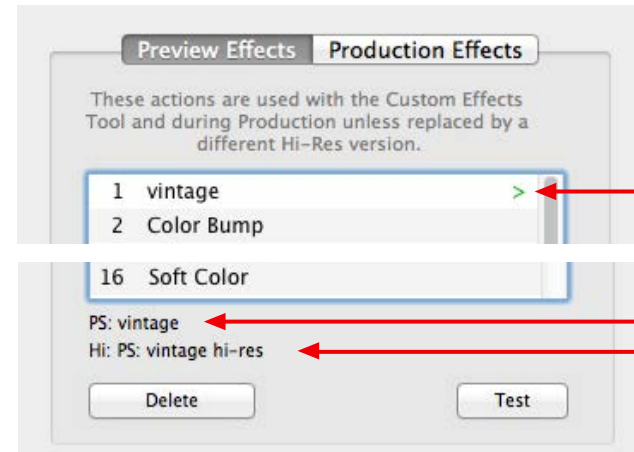 Preview Effects Production Effects
These actions are used with the Custom Effects
Tool and during Production unless replaced by a
different Hi-Res version.
1 vintage >
2 Color Bump
16 Soft Color
PS: vintage
Hi: PS: vintage hi-res
Delete Test